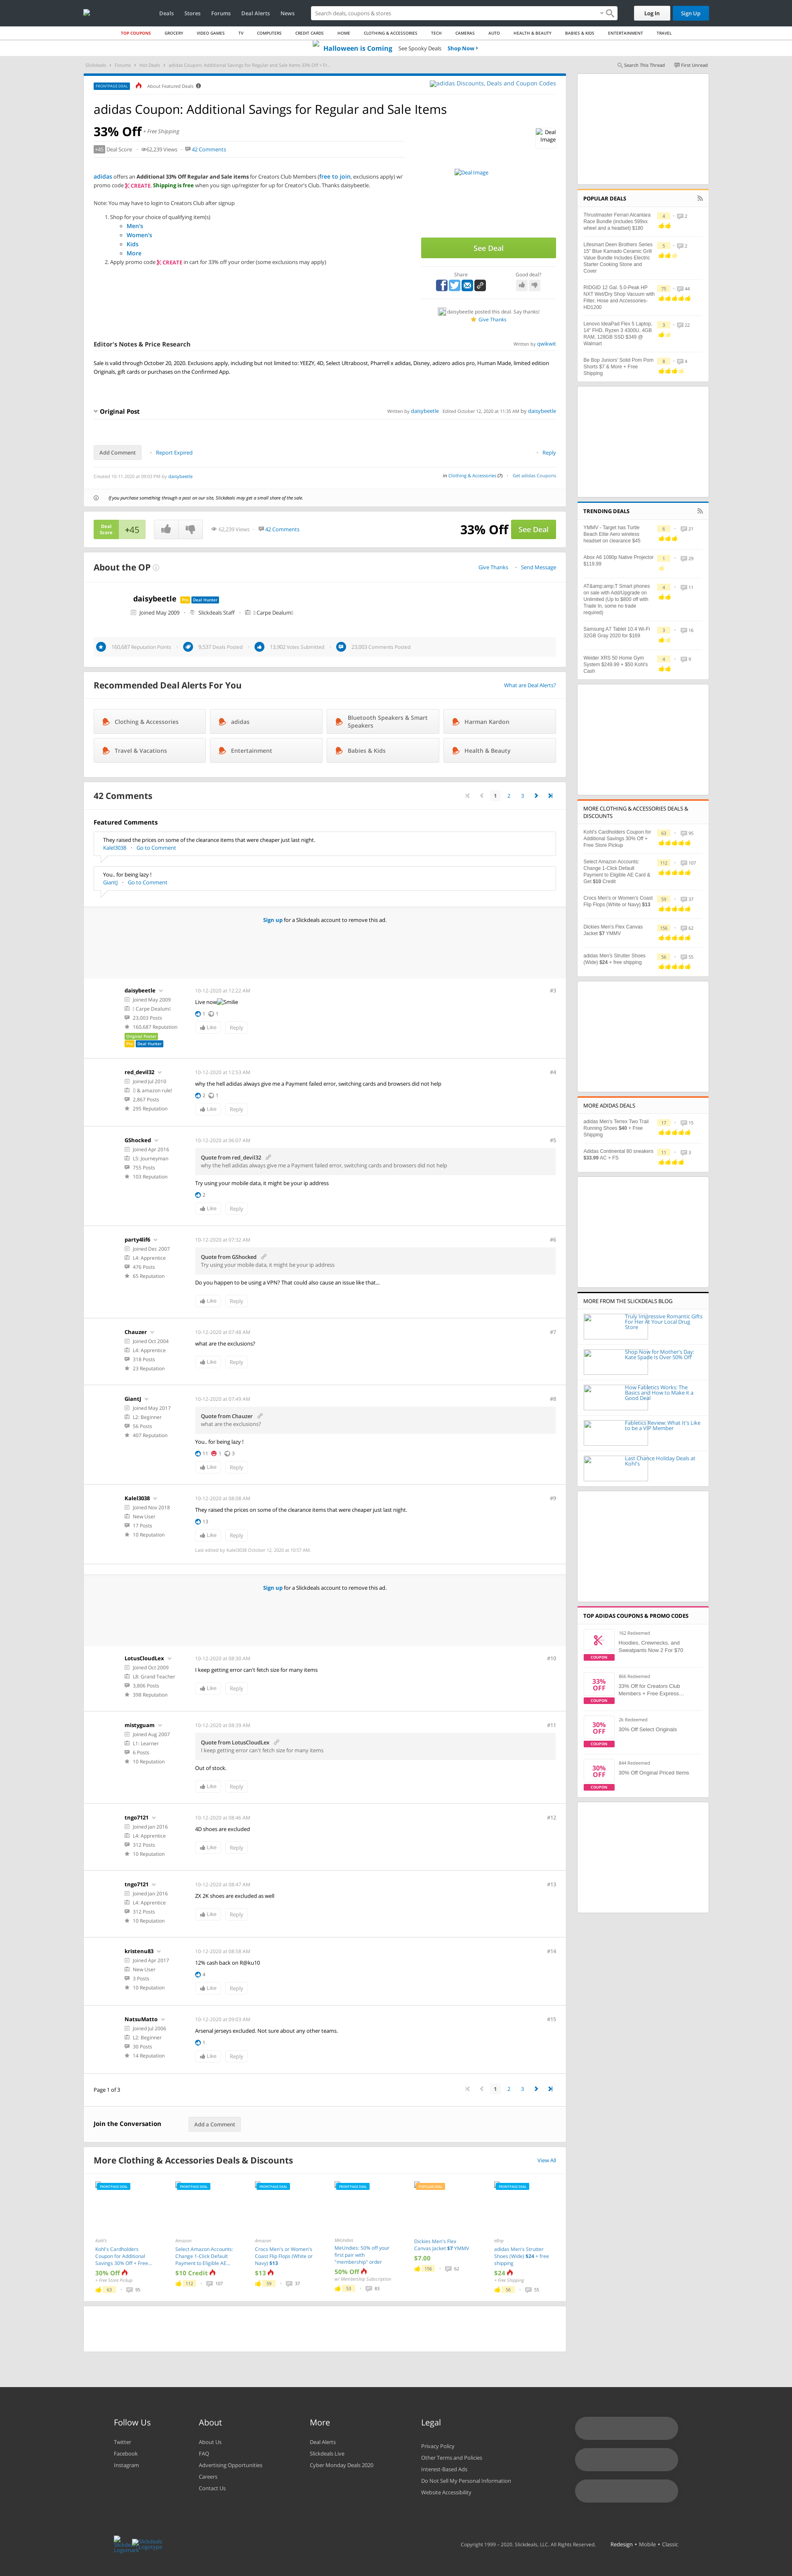 Deals
Stores
Forums
Deal Alerts
News
Search deals, coupons & stores
Log In
Sign Up
TOP COUPONS
GROCERY
VIDEO GAMES
TV
COMPUTERS
CREDIT CARDS
HOME
CLOTHING & ACCESSORIES
TECH
CAMERAS
AUTO
HEALTH & BEAUTY
BABIES & KIDS
ENTERTAINMENT
TRAVEL
Halloween is Coming See Spooky Deals Shop Now
Slickdeals > Forums > Hot Deals > adidas Coupon: Additional Savings for Regular and Sale Items 33% Off + Fr...
Search This Thread
First Unread
FRONTPAGE DEAL
About Featured Deals
adidas Discounts, Deals and Coupon Codes
adidas Coupon: Additional Savings for Regular and Sale Items
33% Off + Free Shipping
+45 Deal Score
62,239 Views
42 Comments
Deal Image
Deal Image
adidas offers an Additional 33% Off Regular and Sale items for Creators Club Members (free to join, exclusions apply) w/
promo code CREATE. Shipping is free when you sign up/register for up for Creator's Club. Thanks daisybeetle.
Note: You may have to login to Creators Club after signup
1. Shop for your choice of qualifying item(s)
Men's
Women's
Kids
More
2. Apply promo code CREATE in cart for 33% off your order (some exclusions may apply)
See Deal
Share
Good deal?
daisybeetle posted this deal. Say thanks!
Give Thanks
Editor's Notes & Price Research
Written by qwikwit
Sale is valid through October 20, 2020. Exclusions apply, including but not limited to: YEEZY, 4D, Select Ultraboost, Pharrell x adidas, Disney, adizero adios pro, Human Made, limited edition
Originals, gift cards or purchases on the Confirmed App.
Original Post
Written by daisybeetle Edited October 12, 2020 at 11:35 AM by daisybeetle
Add Comment
Report Expired
Reply
Created 10-11-2020 at 09:03 PM by daisybeetle
in Clothing & Accessories (7)
Get adidas Coupons
If you purchase something through a post on our site, Slickdeals may get a small share of the sale.
Deal Score +45
62,239 Views
42 Comments
33% Off
See Deal
About the OP
Give Thanks
Send Message
daisybeetle Pro Deal Hunter
Joined May 2009
Slickdeals Staff
Carpe Dealum!
160,687 Reputation Points
9,537 Deals Posted
13,902 Votes Submitted
23,003 Comments Posted
Recommended Deal Alerts For You
What are Deal Alerts?
Clothing & Accessories
adidas
Bluetooth Speakers & Smart Speakers
Harman Kardon
Travel & Vacations
Entertainment
Babies & Kids
Health & Beauty
42 Comments
1 2 3
Featured Comments
They raised the prices on some of the clearance items that were cheaper just last night.
Kalel3038 Go to Comment
You.. for being lazy !
GiantJ Go to Comment
Sign up for a Slickdeals account to remove this ad.
daisybeetle
Joined May 2009
! Carpe Dealum!
23,003 Posts
160,687 Reputation
Original Poster
Pro Deal Hunter
10-12-2020 at 12:22 AM
#3
Live now Smilie
1 1
Like Reply
red_devil32
Joined Jul 2010
& amazon rule!
2,867 Posts
295 Reputation
10-12-2020 at 12:53 AM
#4
why the hell adidas always give me a Payment failed error, switching cards and browsers did not help
2 1
Like Reply
GShocked
Joined Apr 2016
L5: Journeyman
755 Posts
103 Reputation
10-12-2020 at 06:07 AM
#5
Quote from red_devil32
why the hell adidas always give me a Payment failed error, switching cards and browsers did not help
Try using your mobile data, it might be your ip address
2
Like Reply
party4lif6
Joined Dec 2007
L4: Apprentice
476 Posts
65 Reputation
10-12-2020 at 07:32 AM
#6
Quote from GShocked
Try using your mobile data, it might be your ip address
Do you happen to be using a VPN? That could also cause an issue like that...
Like Reply
Chauzer
Joined Oct 2004
L4: Apprentice
318 Posts
23 Reputation
10-12-2020 at 07:48 AM
#7
what are the exclusions?
Like Reply
GiantJ
Joined May 2017
L2: Beginner
56 Posts
407 Reputation
10-12-2020 at 07:49 AM
#8
Quote from Chauzer
what are the exclusions?
You.. for being lazy !
11 1 3
Like Reply
Kalel3038
Joined Nov 2018
New User
17 Posts
10 Reputation
10-12-2020 at 08:08 AM
#9
They raised the prices on some of the clearance items that were cheaper just last night.
13
Like Reply
Last edited by Kalel3038 October 12, 2020 at 10:57 AM.
Sign up for a Slickdeals account to remove this ad.
LotusCloudLex
Joined Oct 2009
L8: Grand Teacher
3,806 Posts
398 Reputation
10-12-2020 at 08:30 AM
#10
I keep getting error can't fetch size for many items
Like Reply
mistyguam
Joined Aug 2007
L1: Learner
6 Posts
10 Reputation
10-12-2020 at 08:39 AM
#11
Quote from LotusCloudLex
I keep getting error can't fetch size for many items
Out of stock.
Like Reply
tngo7121
Joined Jan 2016
L4: Apprentice
312 Posts
10 Reputation
10-12-2020 at 08:46 AM
#12
4D shoes are excluded
Like Reply
tngo7121
Joined Jan 2016
L4: Apprentice
312 Posts
10 Reputation
10-12-2020 at 08:47 AM
#13
ZX 2K shoes are excluded as well
Like Reply
kristenu83
Joined Apr 2017
New User
3 Posts
10 Reputation
10-12-2020 at 08:58 AM
#14
12% cash back on R@ku10
4
Like Reply
NatsuMatto
Joined Jul 2006
L2: Beginner
30 Posts
14 Reputation
10-12-2020 at 09:03 AM
#15
Arsenal jerseys excluded. Not sure about any other teams.
1
Like Reply
Page 1 of 3
1 2 3
Join the Conversation
Add a Comment
More Clothing & Accessories Deals & Discounts
View All
FRONTPAGE DEAL
Kohl's
Kohl's Cardholders Coupon for Additional Savings 30% Off + Free...
30% Off
+ Free Store Pickup
63 95
FRONTPAGE DEAL
Amazon
Select Amazon Accounts: Change 1-Click Default Payment to Eligible AE...
$10 Credit
112 107
FRONTPAGE DEAL
Amazon
Crocs Men's or Women's Coast Flip Flops (White or Navy) $13
$13
59 37
FRONTPAGE DEAL
MeUndies
MeUndies: 50% off your first pair with "membership" order
50% Off
w/ Membership Subscription
53 83
POPULAR DEAL
Dickies Men's Flex Canvas Jacket $7 YMMV
$7.00
156 62
FRONTPAGE DEAL
eBay
adidas Men's Strutter Shoes (Wide) $24 + free shipping
$24
+ Free Shipping
56 55
POPULAR DEALS
Thrustmaster Ferrari Alcantara Race Bundle (includes 599xx wheel and a headset) $180
4 2
Lifesmart Deen Brothers Series 15" Blue Kamado Ceramic Grill Value Bundle Includes Electric Starter Cooking Stone and Cover
5 2
RIDGID 12 Gal. 5.0-Peak HP NXT Wet/Dry Shop Vacuum with Filter, Hose and Accessories-HD1200
75 44
Lenovo IdeaPad Flex 5 Laptop, 14" FHD, Ryzen 3 4300U, 4GB RAM, 128GB SSD $349 @ Walmart
3 22
Be Bop Juniors' Solid Pom Pom Shorts $7 & More + Free Shipping
8 4
TRENDING DEALS
YMMV - Target has Turtle Beach Elite Aero wireless headset on clearance $45
6 21
Abox A6 1080p Native Projector $119.99
1 29
AT&amp;amp;T Smart phones on sale with Add/Upgrade on Unlimited (Up to $800 off with Trade In, some no trade required)
4 11
Samsung A7 Tablet 10.4 Wi-Fi 32GB Gray 2020 for $169
3 16
Weider XRS 50 Home Gym System $249.99 + $50 Kohl's Cash
4 9
MORE CLOTHING & ACCESSORIES DEALS & DISCOUNTS
Kohl's Cardholders Coupon for Additional Savings 30% Off + Free Store Pickup
63 95
Select Amazon Accounts: Change 1-Click Default Payment to Eligible AE Card & Get $10 Credit
112 107
Crocs Men's or Women's Coast Flip Flops (White or Navy) $13
59 37
Dickies Men's Flex Canvas Jacket $7 YMMV
156 62
adidas Men's Strutter Shoes (Wide) $24 + free shipping
56 55
MORE ADIDAS DEALS
adidas Men's Terrex Two Trail Running Shoes $40 + Free Shipping
17 15
Adidas Continental 80 sneakers $33.99 AC + FS
11 3
MORE FROM THE SLICKDEALS BLOG
Truly Impressive Romantic Gifts For Her At Your Local Drug Store
Shop Now for Mother's Day: Kate Spade Is Over 50% Off
How Fabletics Works: The Basics and How to Make it a Good Deal
Fabletics Review: What It's Like to be a VIP Member
Last Chance Holiday Deals at Kohl's
TOP ADIDAS COUPONS & PROMO CODES
COUPON
162 Redeemed
Hoodies, Crewnecks, and Sweatpants Now 2 For $70
33% OFF
COUPON
866 Redeemed
33% Off for Creators Club Members + Free Express...
30% OFF
COUPON
2k Redeemed
30% Off Select Originals
30% OFF
COUPON
844 Redeemed
30% Off Original Priced Items
Follow Us
Twitter
Facebook
Instagram
About
About Us
FAQ
Advertising Opportunities
Careers
Contact Us
More
Deal Alerts
Slickdeals Live
Cyber Monday Deals 2020
Legal
Privacy Policy
Other Terms and Policies
Interest-Based Ads
Do Not Sell My Personal Information
Website Accessibility
Slickdeals Logomark
Slickdeals Logotype
Copyright 1999 - 2020. Slickdeals, LLC. All Rights Reserved.
Redesign • Mobile • Classic